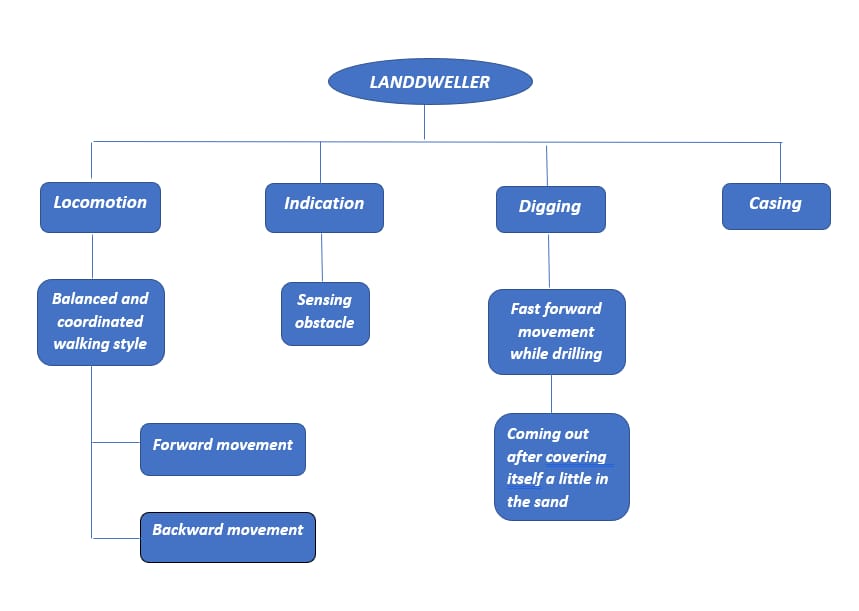 LANDDWELLER
Locomotion
Indication
Digging
Casing
Balanced and
coordinated
walking style
Sensing
obstacle
Fast forward
movement
while drilling
Forward movement
Backward movement
Coming out
after covering
itself a little in
the sand